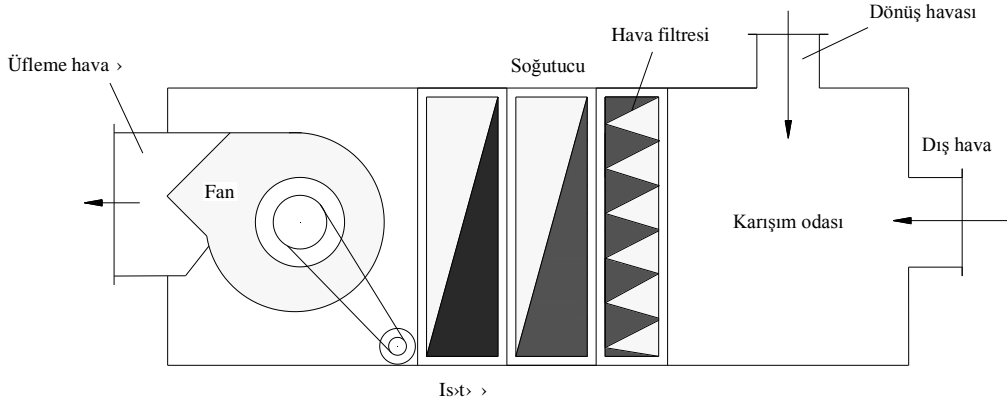 Dönüş havası
Hava filtresi
Soğutucu
Üfleme hava ›
Dış hava
Fan
Karışım odası
Is›t› ›